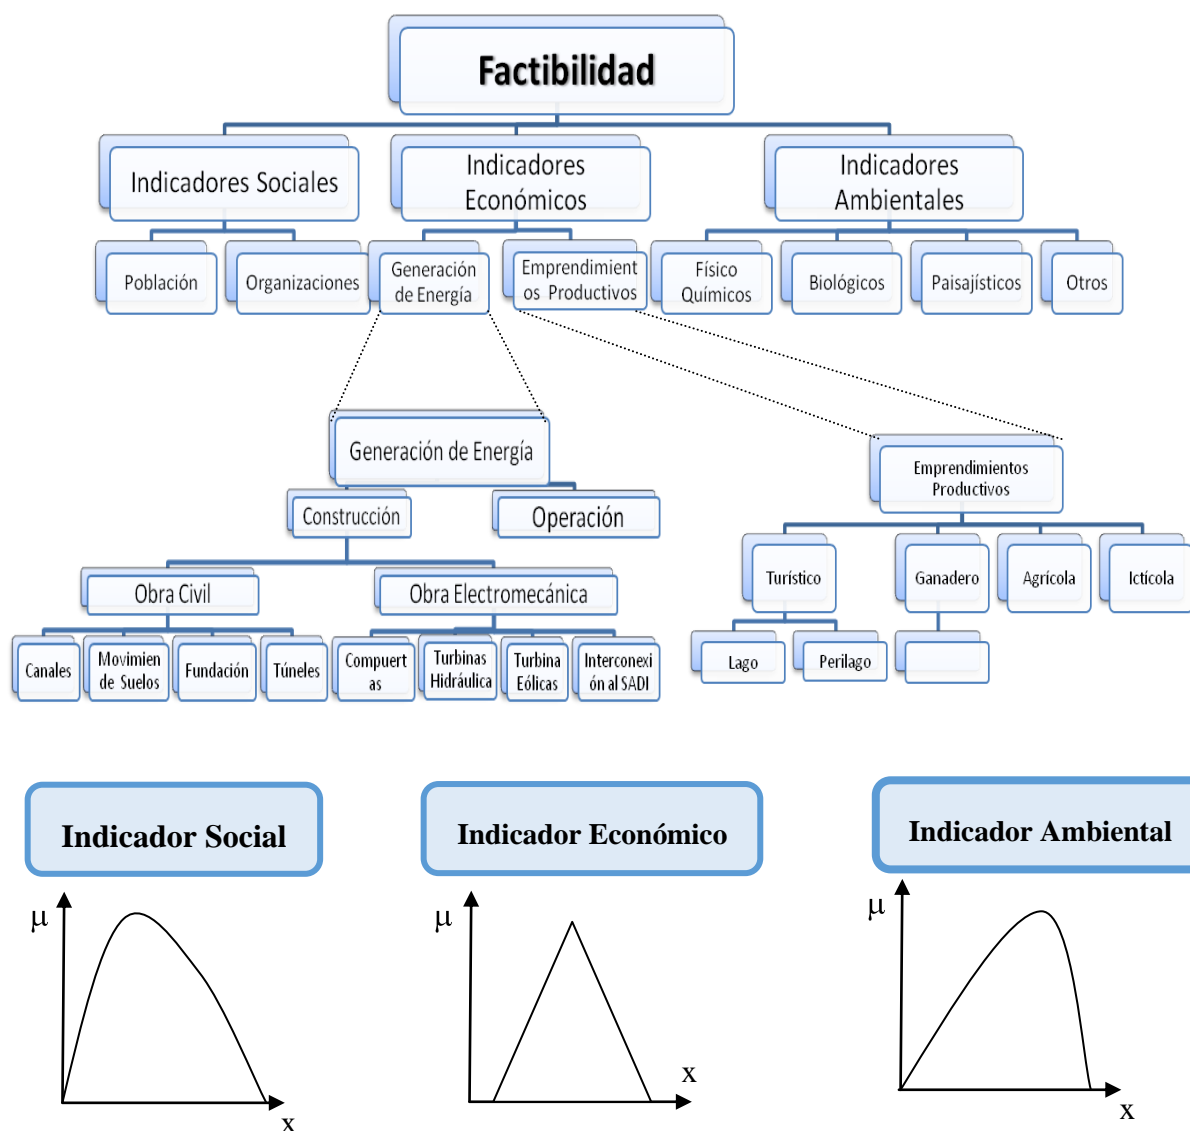 Factibilidad
Indicadores Sociales
Indicadores
Económicos
Indicadores
Ambientales
Población
Organizaciones
Generación
de Energía
Emprendimient
os Productivos
Físico
Químicos
Biológicos
Paisajísticos
Otros
Generación de Energía
Construcción
Operación
Obra Civil
Obra Electromecánica
Canales
Movimien
de Suelos
Fundación
Túneles
Compuert
as
Turbinas
Hidráulica
Turbina
Eólicas
Interconexi
ón al SADI
Emprendimientos
Productivos
Turístico
Ganadero
Agrícola
Ictícola
Lago
Perilago
Indicador Social
Indicador Económico
Indicador Ambiental
μ
x
μ
x
μ
x